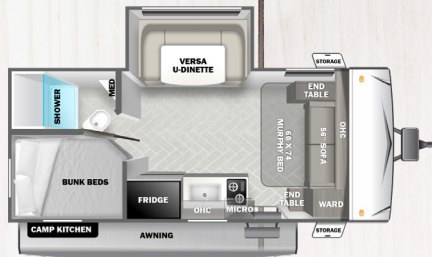 VERSA
U-DINETTE
STORAGE
MED
SHOWER
END
TABLE
OHC
56" SOFA
60 X 74
MURPHY BED
BUNK BEDS
FRIDGE
OHC
MICRO
END
TABLE
WARD
CAMP KITCHEN
AWNING
STORAGE